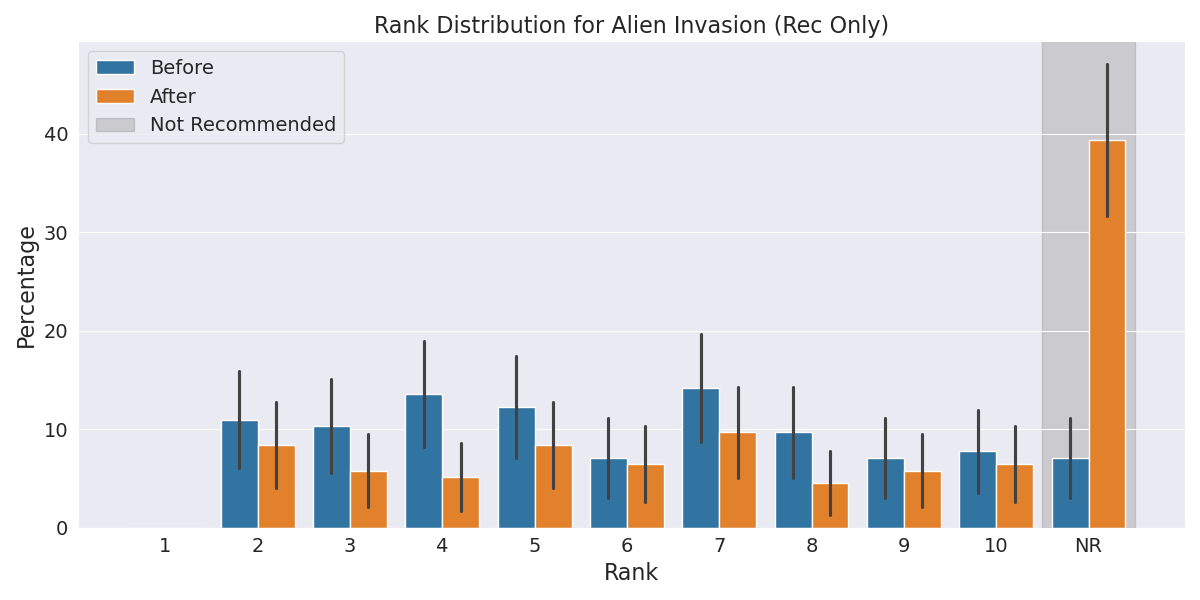 Rank Distribution for Alien Invasion (Rec Only)
Before
After
Not Recommended
Percentage
40
30
20
10
0
1 2 3 4 5 6 7 8 9 10 NR
Rank